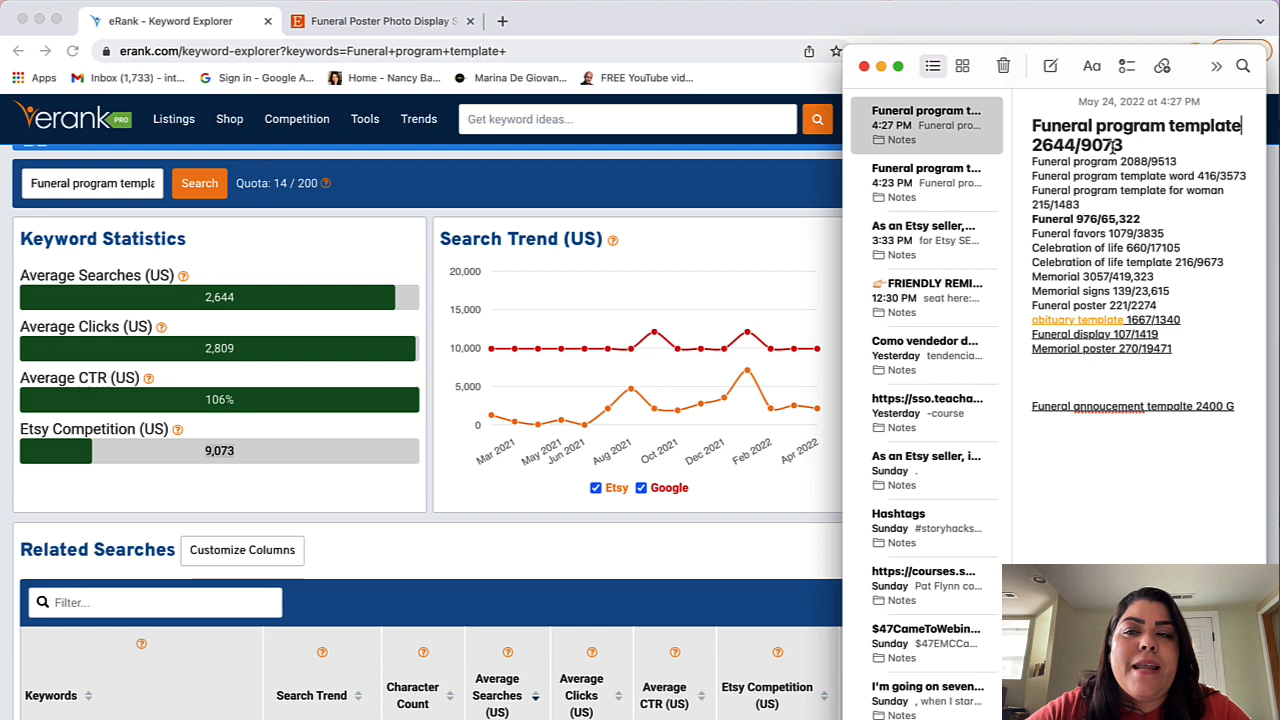 eRank - Keyword Explorer
Funeral Poster Photo Display S
erank.com/keyword-explorer?keywords=Funeral+program+template+
Apps
Inbox (1,733) – int...
Sign in - Google A...
Home - Nancy Ba...
Marina De Giovan...
FREE YouTube vid...
erank PRO
Listings
Shop
Competition
Tools
Trends
Get keyword ideas...
Funeral program templa
Search
Quota: 14 / 200
Keyword Statistics
Average Searches (US)
2,644
Average Clicks (US)
2,809
Average CTR (US)
106%
Etsy Competition (US)
9,073
Search Trend (US)
20,000
15,000
10,000
5,000
0
Mar 2021
May 2021
Jun 2021
Aug 2021
Oct 2021
Dec 2021
Feb 2022
Apr 2022
Etsy
Google
Related Searches
Customize Columns
Filter...
Keywords
Search Trend
Character
Count
Average
Searches
(US)
Average
Clicks
(US)
Average
CTR (US)
Etsy Competition
(US)
Aa
Funeral program t...
4:27 PM Funeral pro...
Notes
Funeral program t...
4:23 PM Funeral pro...
Notes
As an Etsy seller,...
3:33 PM for Etsy SE...
Notes
👉FRIENDLY REMI...
12:30 PM seat here:...
Notes
Como vendedor d...
Yesterday tendencia...
Notes
https://sso.teacha...
Yesterday -course
Notes
As an Etsy seller, i...
Sunday .
Notes
Hashtags
Sunday #storyhacks...
Notes
https://courses.s...
Sunday Pat Flynn co...
Notes
$47CameToWebin...
Sunday $47EMCCa...
Notes
I'm going on seven...
Sunday , when I star...
Notes
May 24, 2022 at 4:27 PM
Funeral program template
2644/9073
Funeral program 2088/9513
Funeral program template word 416/3573
Funeral program template for woman
215/1483
Funeral 976/65,322
Funeral favors 1079/3835
Celebration of life 660/17105
Celebration of life template 216/9673
Memorial 3057/419,323
Memorial signs 139/23,615
Funeral poster 221/2274
obituary template 1667/1340
Funeral display 107/1419
Memorial poster 270/19471
Funeral annoucement tempalte 2400 G